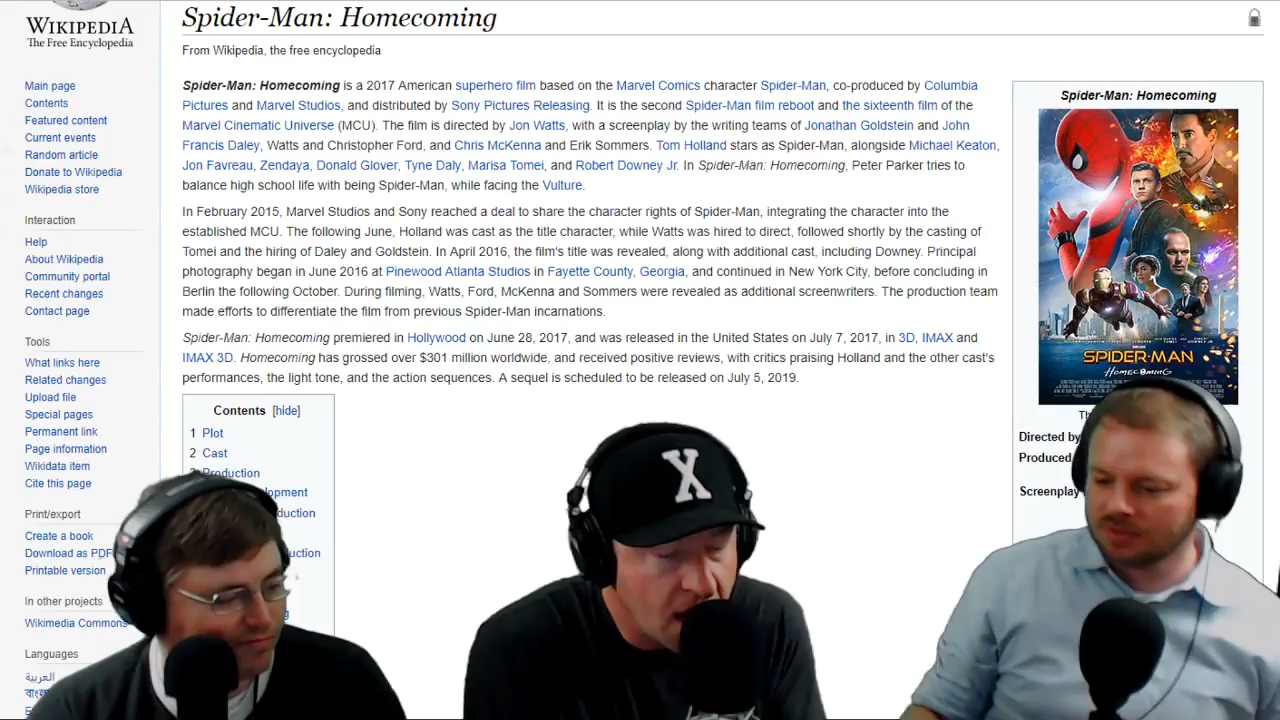 WIKIPEDIA
The Free Encyclopedia
Main page
Contents
Featured content
Current events
Random article
Donate to Wikipedia
Wikipedia store
Interaction
Help
About Wikipedia
Community portal
Recent changes
Contact page
Tools
What links here
Related changes
Upload file
Special pages
Permanent link
Page information
Wikidata item
Cite this page
Print/export
Create a book
Download as PDF
Printable version
In other projects
Wikimedia Commons
Languages
العربية
Spider-Man: Homecoming
From Wikipedia, the free encyclopedia
Spider-Man: Homecoming is a 2017 American superhero film based on the Marvel Comics character Spider-Man, co-produced by Columbia
Pictures and Marvel Studios, and distributed by Sony Pictures Releasing. It is the second Spider-Man film reboot and the sixteenth film of the
Marvel Cinematic Universe (MCU). The film is directed by Jon Watts, with a screenplay by the writing teams of Jonathan Goldstein and John
Francis Daley, Watts and Christopher Ford, and Chris McKenna and Erik Sommers. Tom Holland stars as Spider-Man, alongside Michael Keaton,
Jon Favreau, Zendaya, Donald Glover, Tyne Daly, Marisa Tomei, and Robert Downey Jr. In Spider-Man: Homecoming, Peter Parker tries to
balance high school life with being Spider-Man, while facing the Vulture.
In February 2015, Marvel Studios and Sony reached a deal to share the character rights of Spider-Man, integrating the character into the
established MCU. The following June, Holland was cast as the title character, while Watts was hired to direct, followed shortly by the casting of
Tomei and the hiring of Daley and Goldstein. In April 2016, the film's title was revealed, along with additional cast, including Downey. Principal
photography began in June 2016 at Pinewood Atlanta Studios in Fayette County, Georgia, and continued in New York City, before concluding in
Berlin the following October. During filming, Watts, Ford, McKenna and Sommers were revealed as additional screenwriters. The production team
made efforts to differentiate the film from previous Spider-Man incarnations.
Spider-Man: Homecoming premiered in Hollywood on June 28, 2017, and was released in the United States on July 7, 2017, in 3D, IMAX and
IMAX 3D. Homecoming has grossed over $301 million worldwide, and received positive reviews, with critics praising Holland and the other cast's
performances, the light tone, and the action sequences. A sequel is scheduled to be released on July 5, 2019.
Contents [hide]
1 Plot
2 Cast
Production
Spider-Man: Homecoming
SPIDER-MAN
HOMECOMING
Directed by
Produced
Screenplay
X